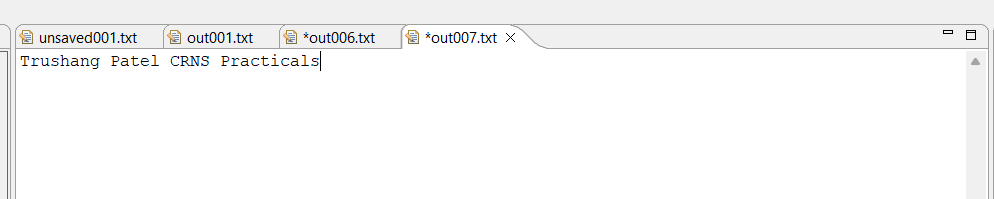 unsaved001.txt out001.txt *out006.txt *out007.txt
Trushang Patel CRNS Practicals